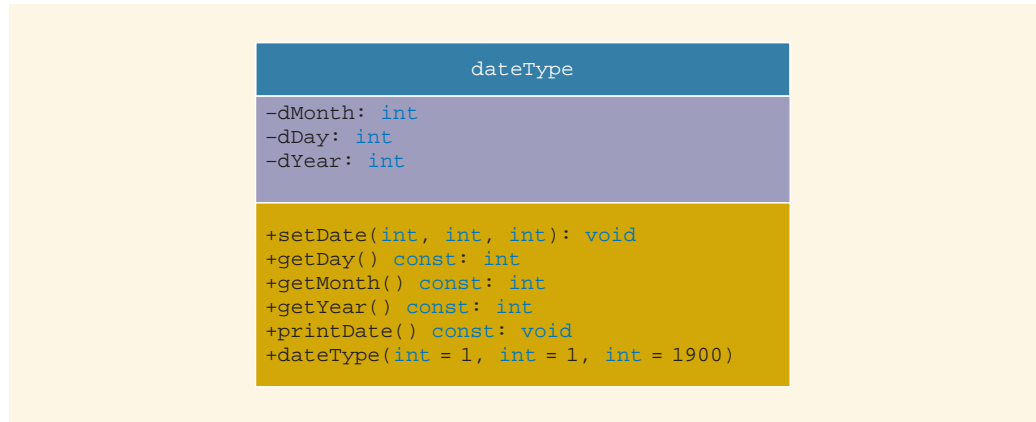 dateType
–dMonth: int
–dDay: int
–dYear: int
+setDate(int, int, int): void
+getDay() const: int
+getMonth() const: int
+getYear() const: int
+printDate() const: void
+dateType(int = 1, int = 1, int = 1900)